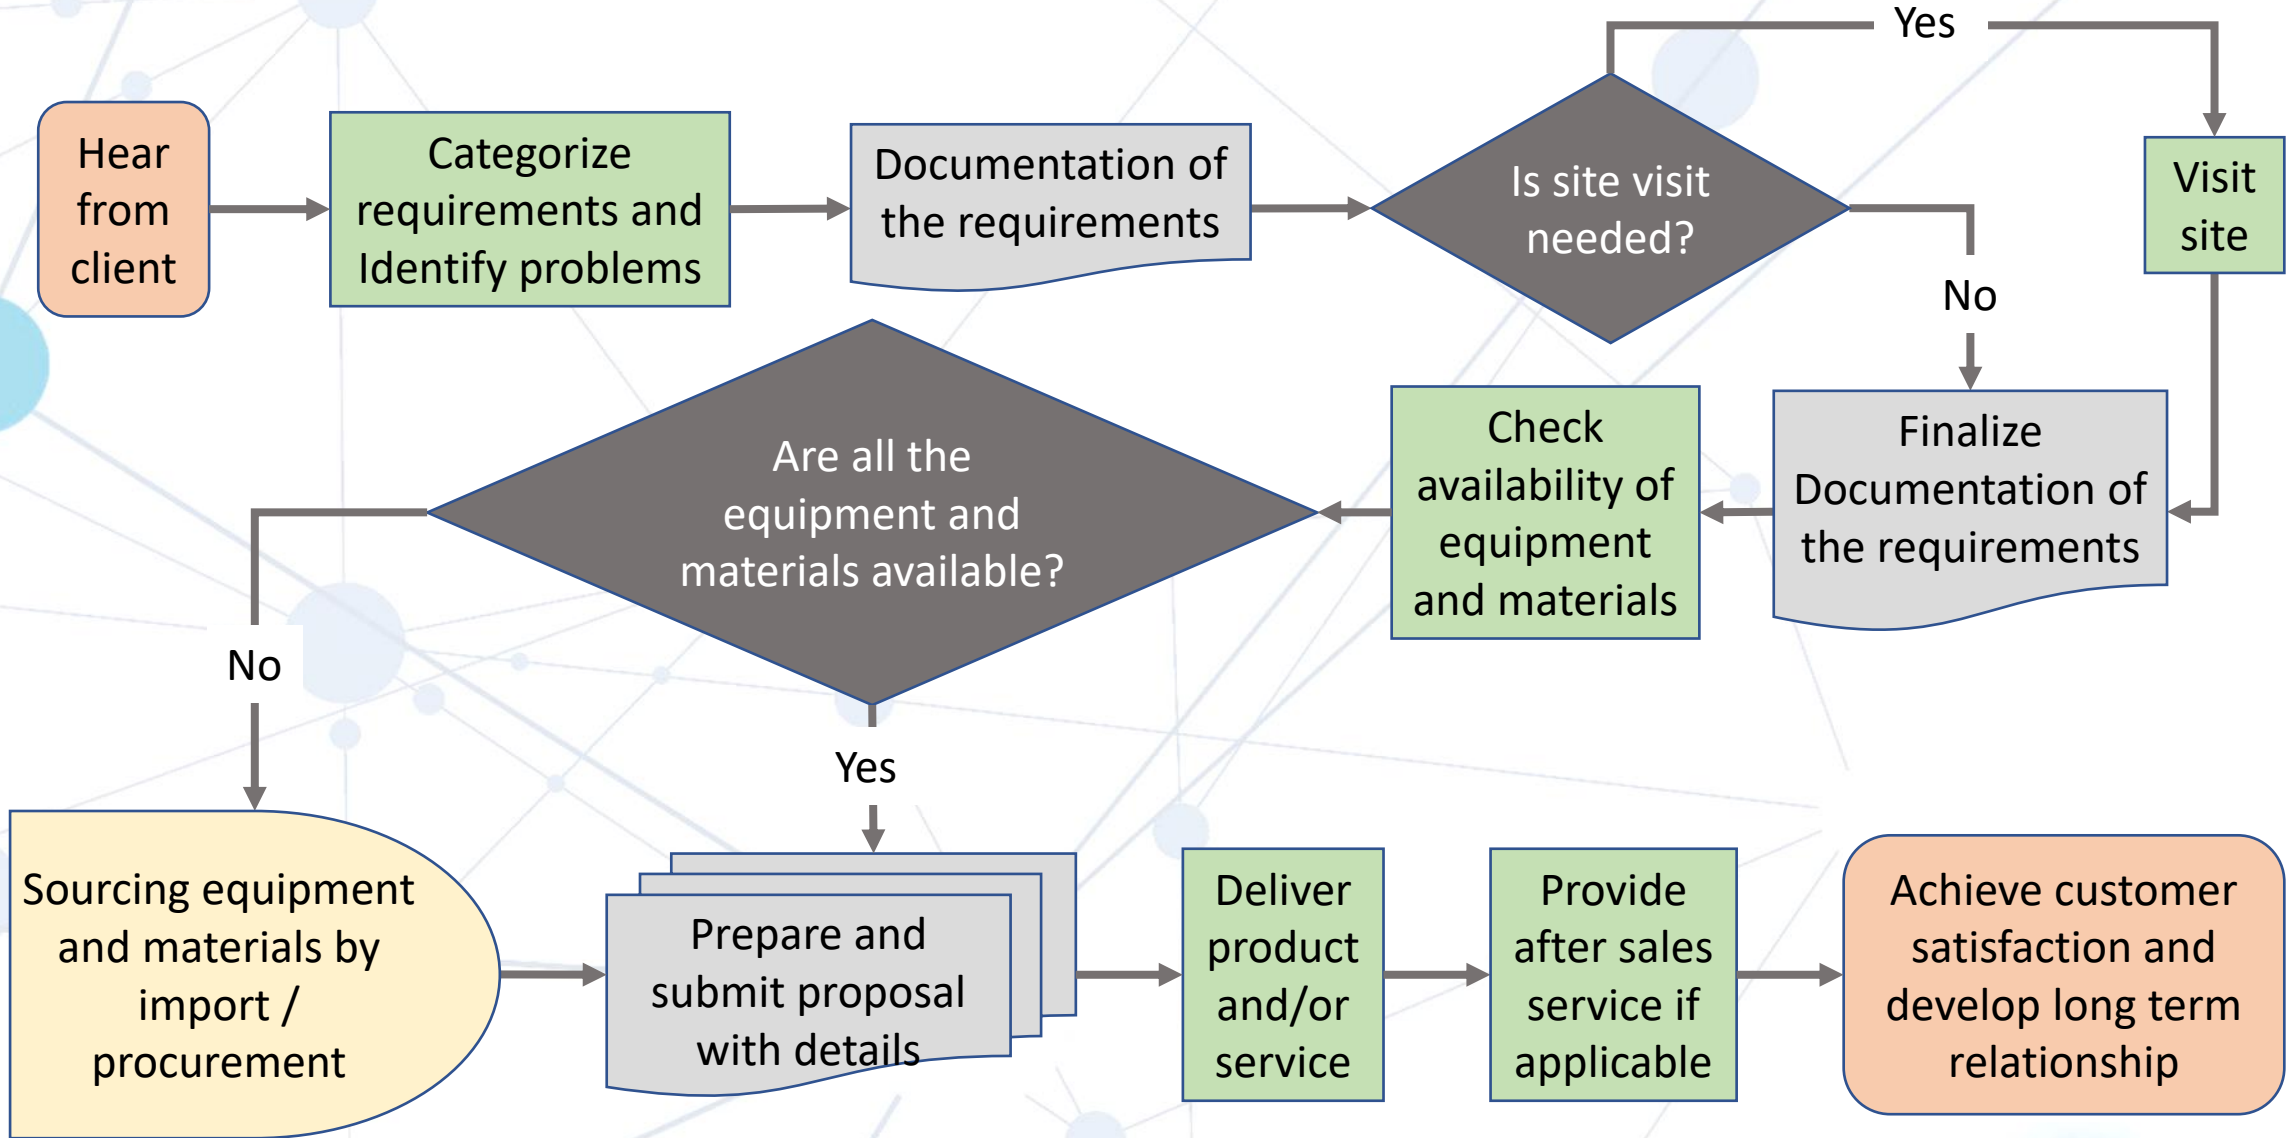 Hear
from
client
Categorize
requirements and
Identify problems
Documentation of
the requirements
Is site visit
needed?
Yes
Visit
site
No
Finalize
Documentation of
the requirements
Check
availability of
equipment
and materials
Are all the
equipment and
materials available?
No
Yes
Sourcing equipment
and materials by
import /
procurement
Prepare and
submit proposal
with details
Deliver
product
and/or
service
Provide
after sales
service if
applicable
Achieve customer
satisfaction and
develop long term
relationship